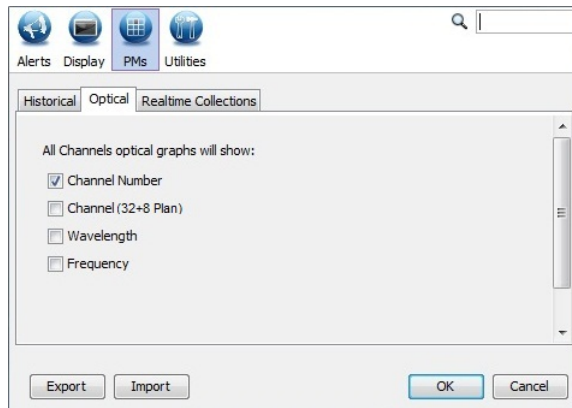 Alerts Display PMs Utilities
Historical Optical Realtime Collections
All Channels optical graphs will show:
Channel Number
Channel (32+8 Plan)
Wavelength
Frequency
Export Import OK Cancel